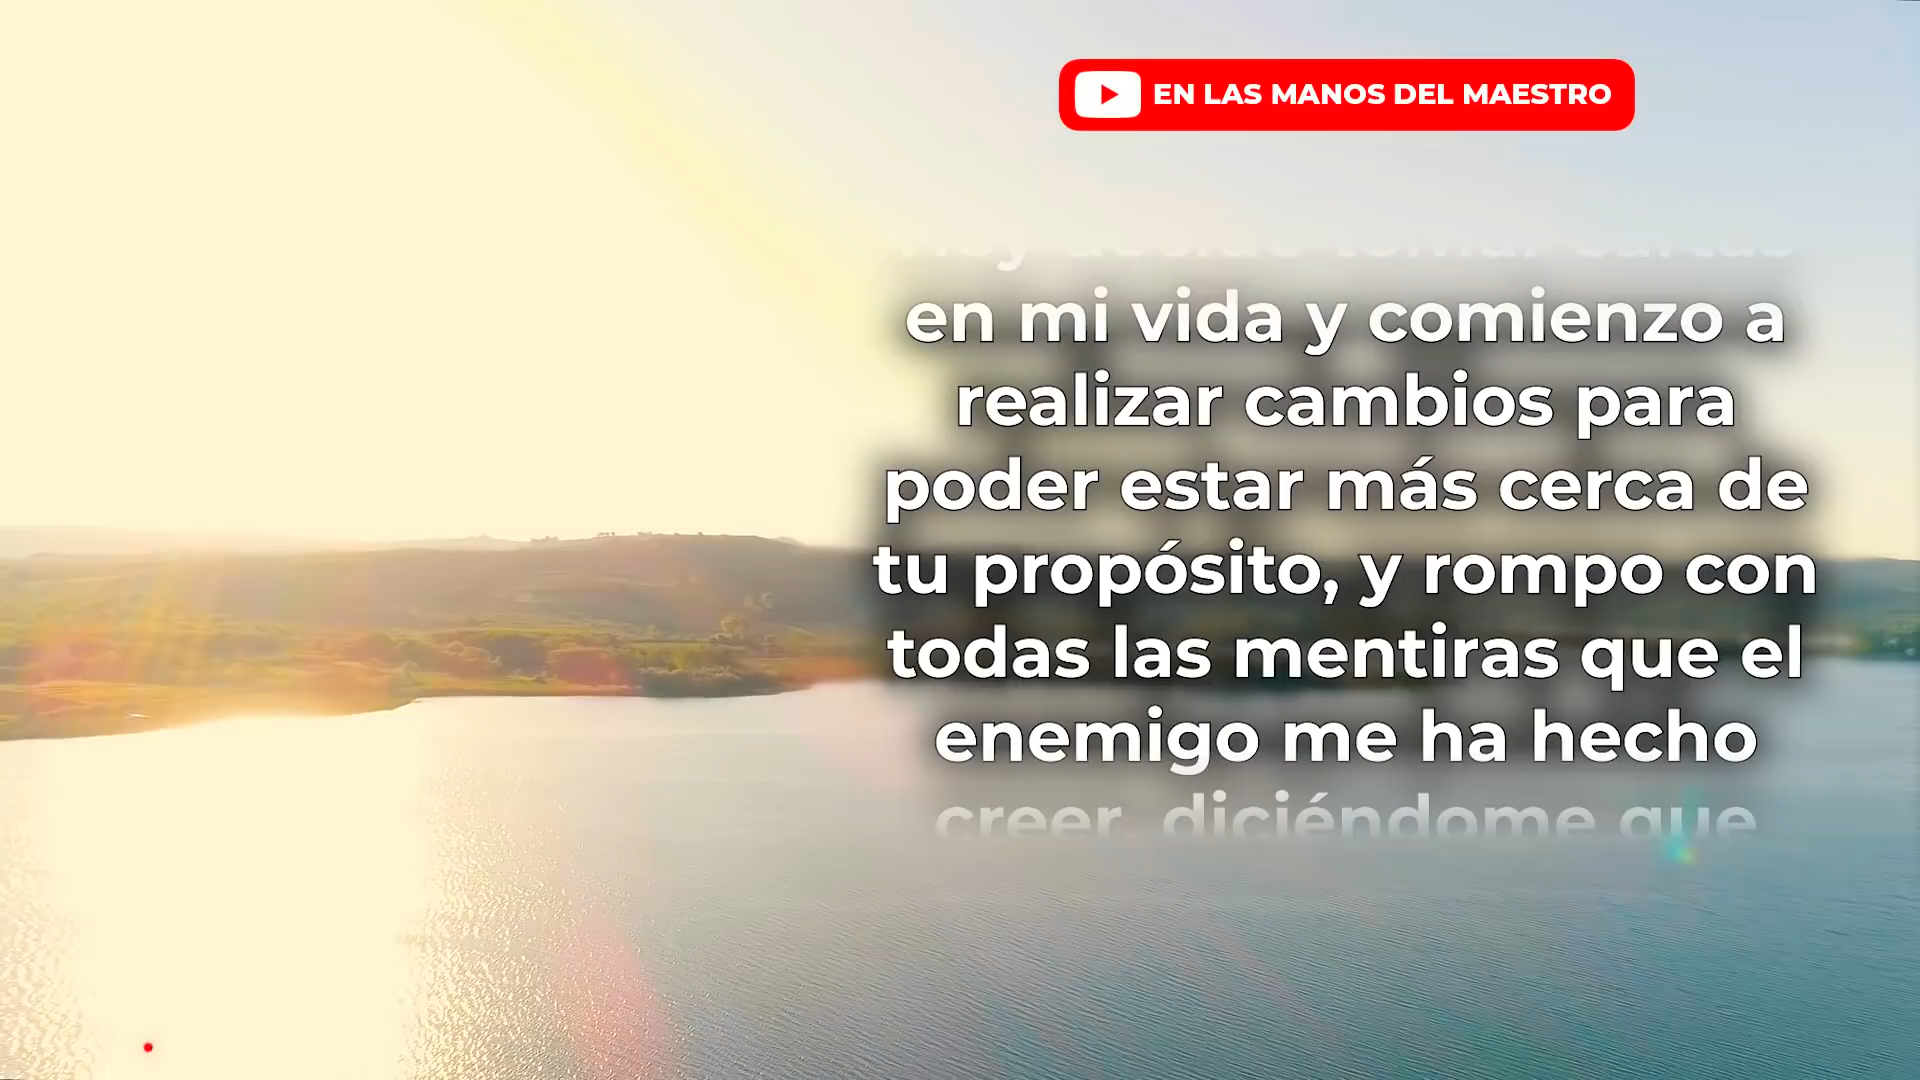 EN LAS MANOS DEL MAESTRO
en mi vida y comienzo a
realizar cambios para
poder estar más cerca de
tu propósito, y rompo con
todas las mentiras que el
enemigo me ha hecho
creer, diciéndome que